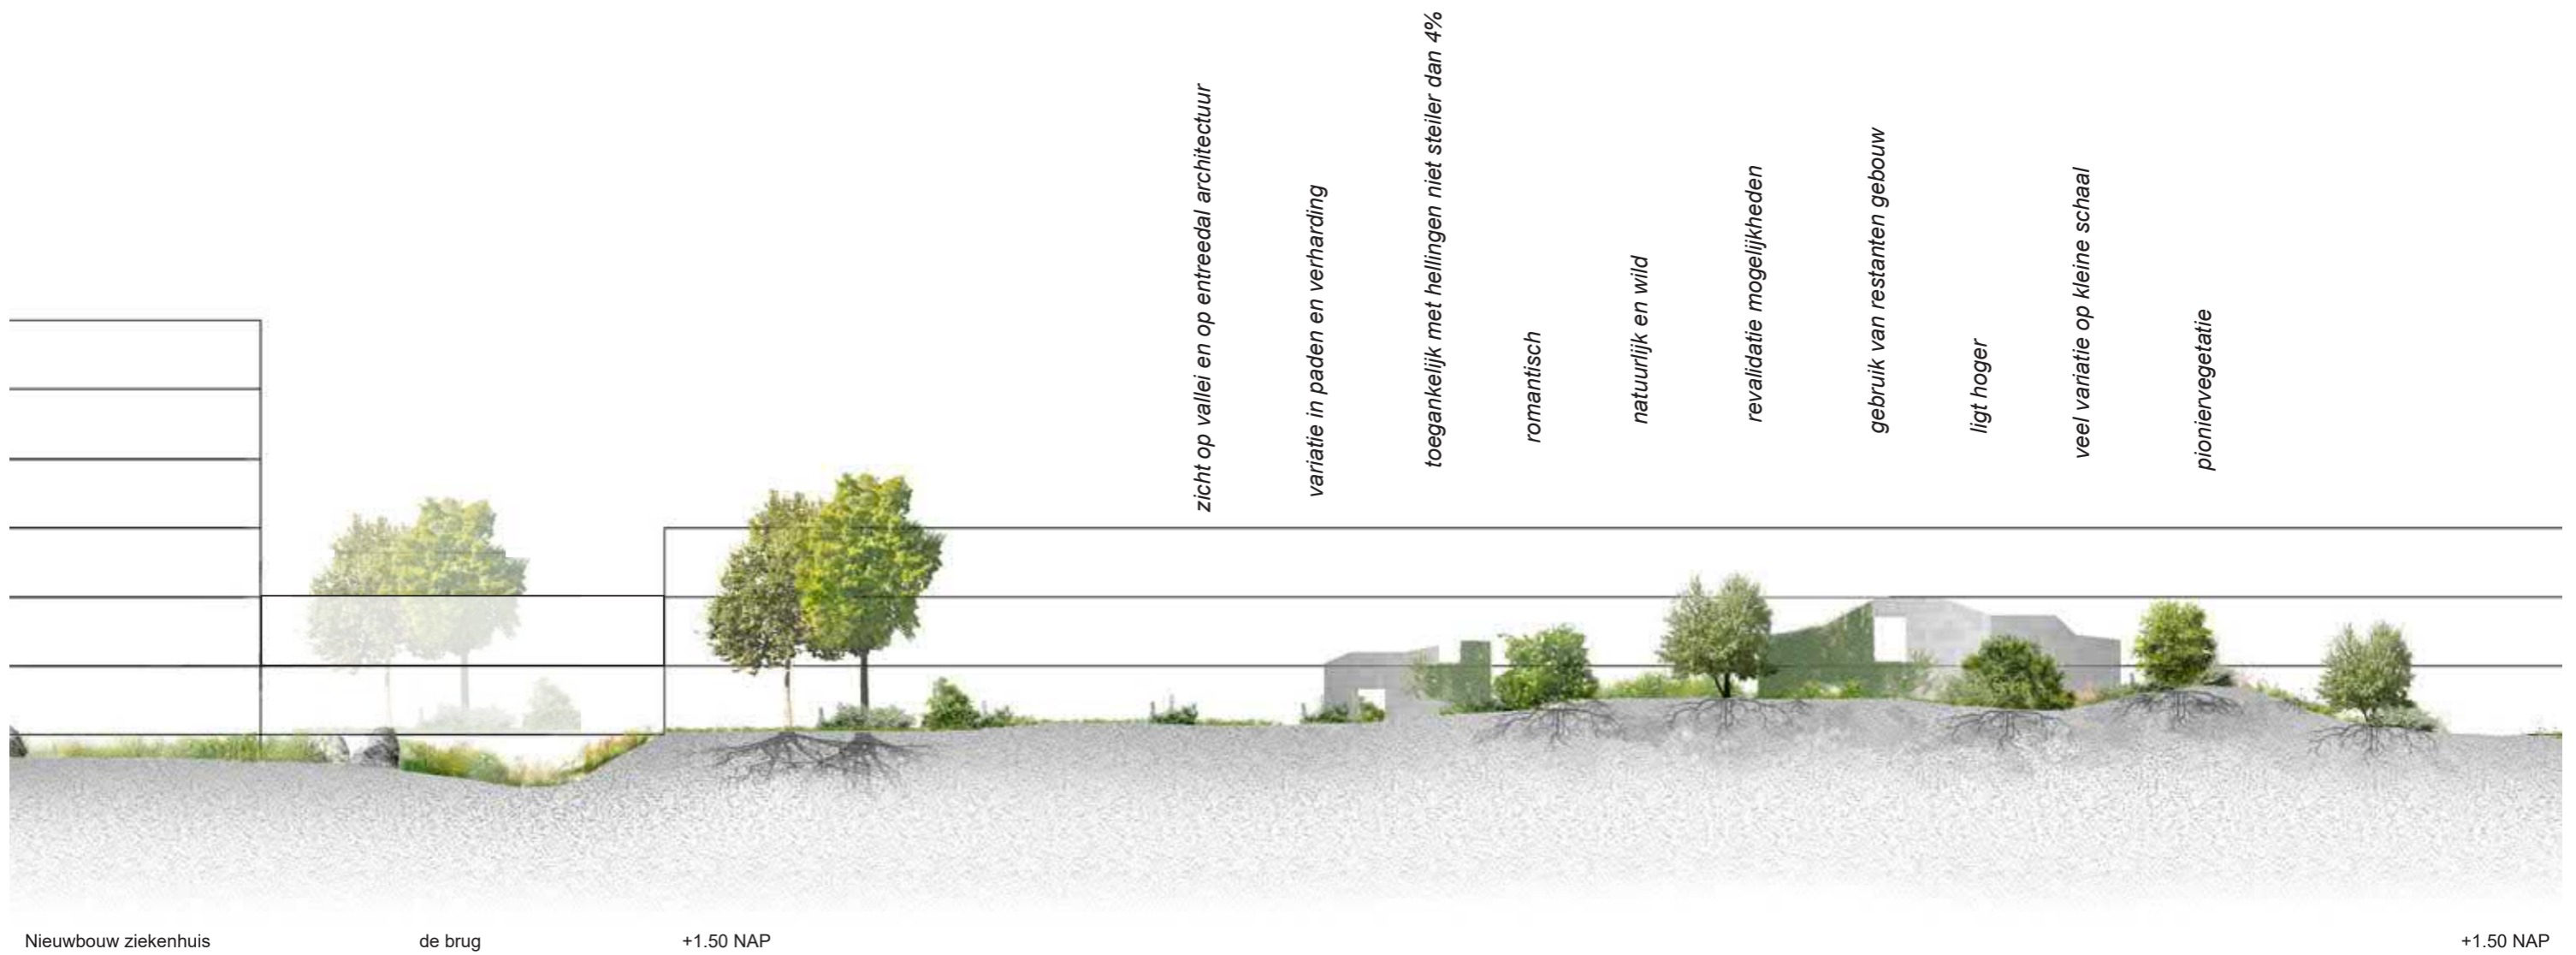 zicht op vallei en op entreedal architectuur
variatie in paden en verharding
toegankelijk met hellingen niet steiler dan 4%
romantisch
natuurlijk en wild
revalidatie mogelijkheden
gebruik van restanten gebouw
ligt hoger
veel variatie op kleine schaal
pioniervegetatie
Nieuwbouw ziekenhuis
de brug
+1.50 NAP
+1.50 NAP